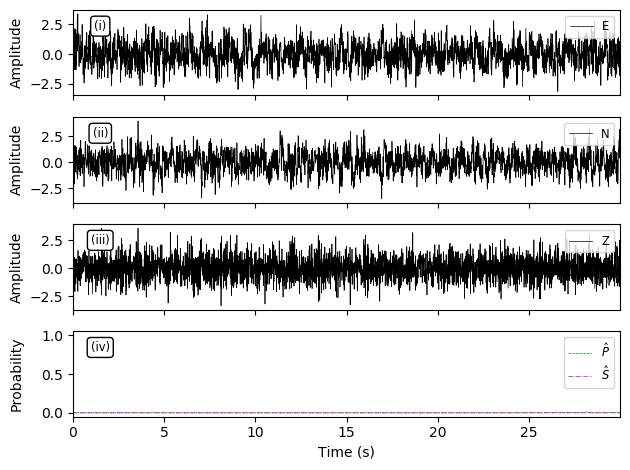 (i)
E
Amplitude
2.5
0.0
−2.5
(ii)
N
Amplitude
2.5
0.0
−2.5
(iii)
Z
Amplitude
2.5
0.0
−2.5
(iv)
P̂
Ŝ
Probability
1.0
0.5
0.0
0 5 10 15 20 25
Time (s)